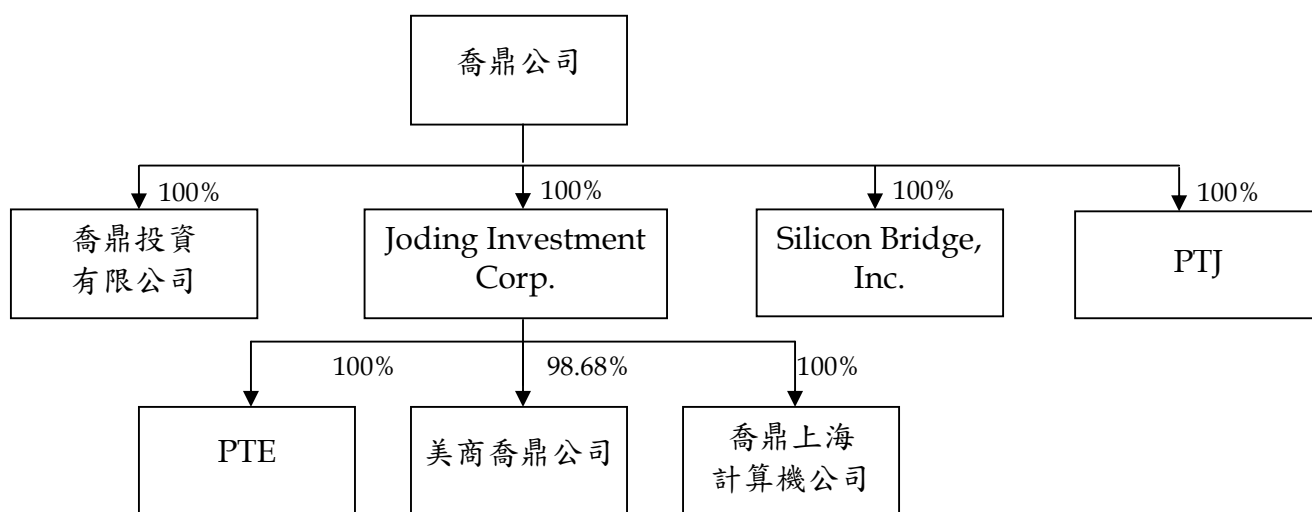 喬鼎公司
100%
100%
100%
100%
喬鼎投資
有限公司
Joding Investment
Corp.
Silicon Bridge,
Inc.
PTJ
100%
98.68%
100%
PTE
美商喬鼎公司
喬鼎上海
計算機公司